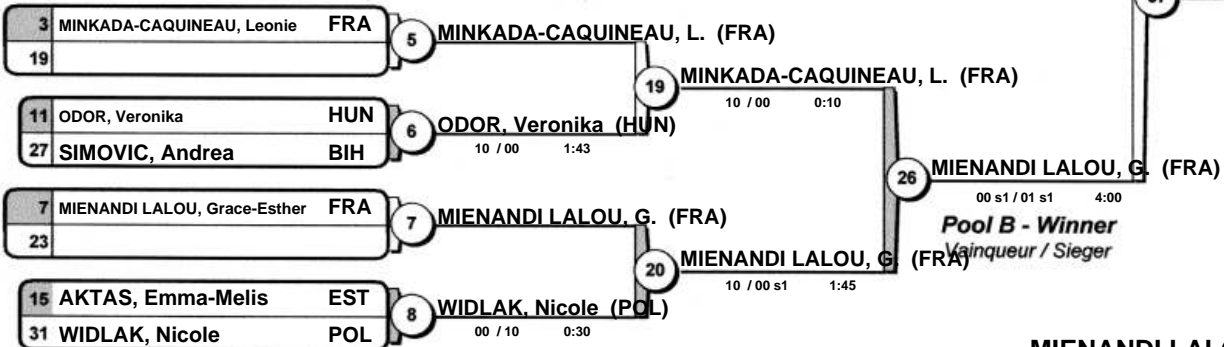 3 MINKADA-CAQUINEAU, Leonie FRA
19
5
MINKADA-CAQUINEAU, L. (FRA)
11 ODOR, Veronika HUN
27 SIMOVIC, Andrea BIH
6
ODOR, Veronika (HUN)
10 / 00 1:43
19
MINKADA-CAQUINEAU, L. (FRA)
10 / 00 0:10
7 MIENANDI LALOU, Grace-Esther FRA
23
7
MIENANDI LALOU, G. (FRA)
15 AKTAS, Emma-Melis EST
31 WIDLAK, Nicole POL
8
WIDLAK, Nicole (POL)
00 / 10 0:30
20
MIENANDI LALOU, G. (FRA)
10 / 00 s1 1:45
26
MIENANDI LALOU, G. (FRA)
00 s1 / 01 s1 4:00
Pool B - Winner
Vainqueur / Sieger